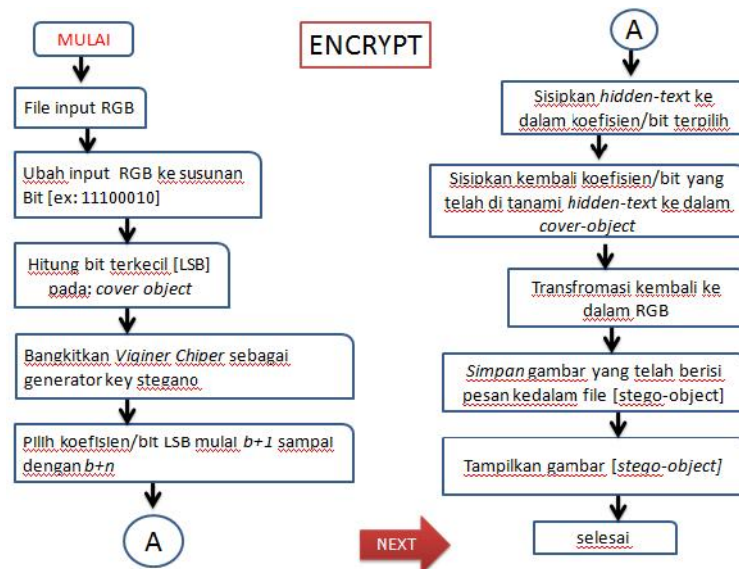 MULAI
File input RGB
Ubah input RGB ke susunan
Bit [ex: 11100010]
Hitung bit terkecil [LSB]
pada: cover object
Bangkitkan Viginer Chiper sebagai
generator key stegano
Pilih koefisien/bit LSB mulai b+1 sampai
dengan b+n
A
ENCRYPT
NEXT
A
Sisipkan hidden-text ke
dalam koefisien/bit terpilih
Sisipkan kembali koefisien/bit yang
telah di tanami hidden-text ke dalam
cover-object
Transfromasi kembali ke
dalam RGB
Simpan gambar yang telah berisi
pesan kedalam file [stego-object]
Tampilkan gambar [stego-object]
selesai